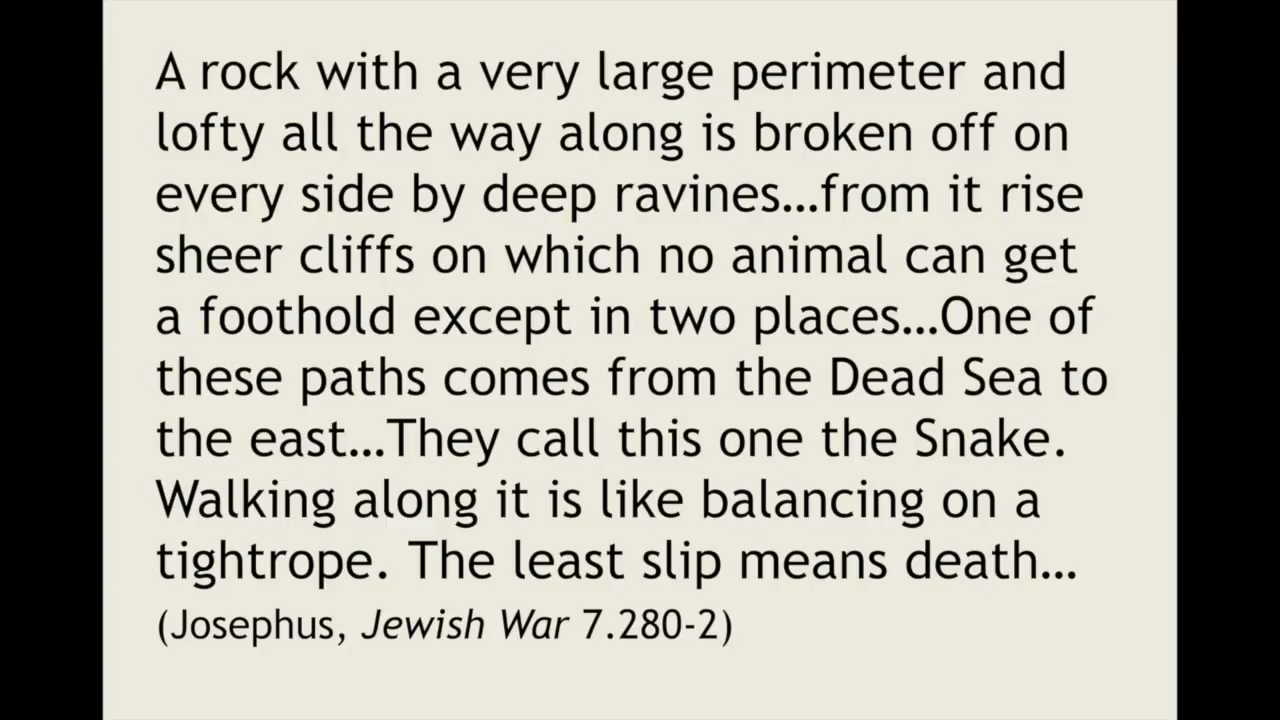 A rock with a very large perimeter and
lofty all the way along is broken off on
every side by deep ravines…from it rise
sheer cliffs on which no animal can get
a foothold except in two places…One of
these paths comes from the Dead Sea to
the east…They call this one the Snake.
Walking along it is like balancing on a
tightrope. The least slip means death…
(Josephus, Jewish War 7.280-2)